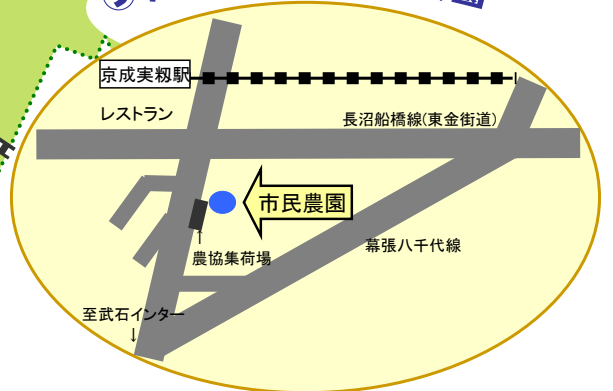 京成実籾駅
レストラン
長沼船橋線(東金街道)
市民農園
↑
農協集荷場
幕張八千代線
至武石インター
↓